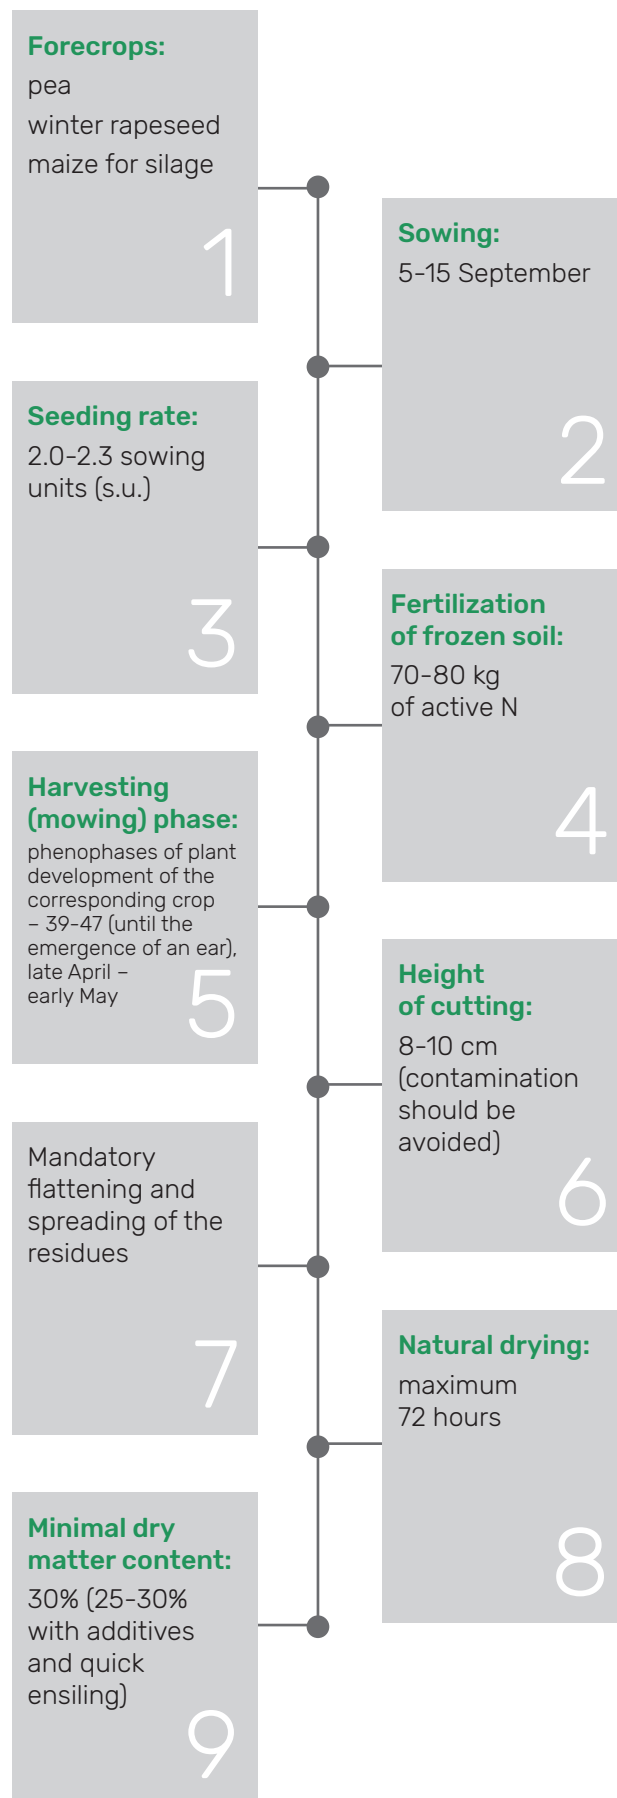 Forecrops:
pea
winter rapeseed
maize for silage
1
Sowing:
5-15 September
2
Seeding rate:
2.0-2.3 sowing
units (s.u.)
3
Fertilization
of frozen soil:
70-80 kg
of active N
4
Harvesting
(mowing) phase:
phenophases of plant
development of the
corresponding crop
– 39-47 (until the
emergence of an ear),
late April –
early May
5
Height
of cutting:
8-10 cm
(contamination
should be
avoided)
6
Mandatory
flattening and
spreading of the
residues
7
Natural drying:
maximum
72 hours
8
Minimal dry
matter content:
30% (25-30%
with additives
and quick
ensiling)
9